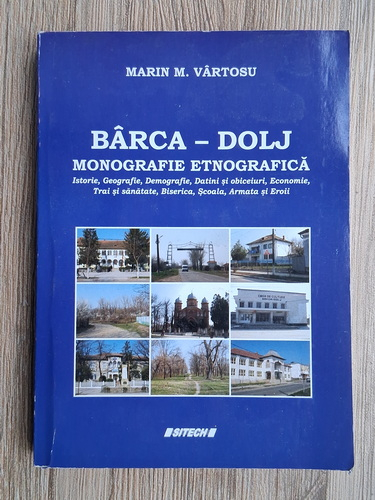 MARIN M. VÂRTOSU
BÂRCA – DOLJ
MONOGRAFIE ETNOGRAFICĂ
Istorie, Geografie, Demografie, Datini și obiceiuri, Economie,
Trai și sănătate, Biserica, Școala, Armata și Eroii
SITECH